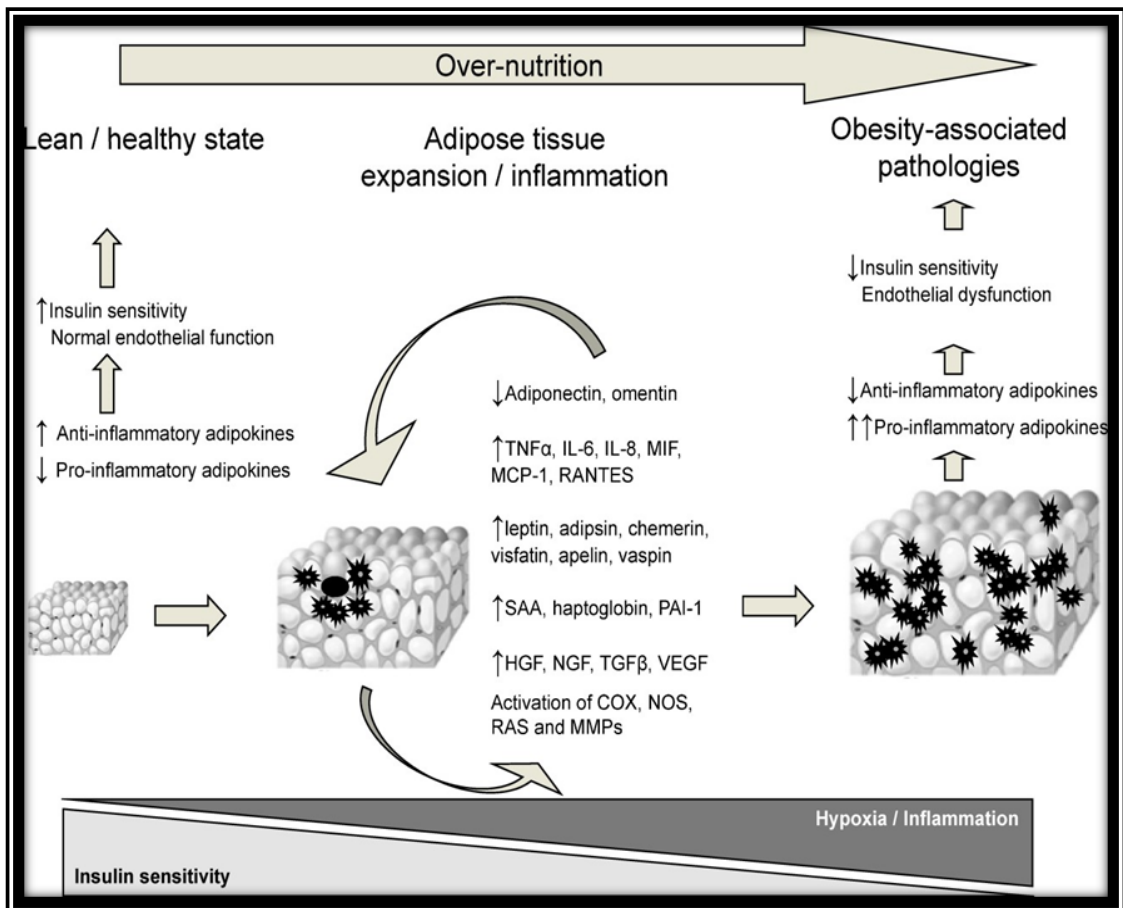 Over-nutrition
Lean / healthy state
↑Insulin sensitivity
Normal endothelial function
↑ Anti-inflammatory adipokines
↓ Pro-inflammatory adipokines
Adipose tissue
expansion / inflammation
↓Adiponectin, omentin
↑TNFα, IL-6, IL-8, MIF,
MCP-1, RANTES
↑leptin, adipsin, chemerin,
visfatin, apelin, vaspin
↑SAA, haptoglobin, PAI-1
↑HGF, NGF, TGFβ, VEGF
Activation of COX, NOS,
RAS and MMPs
Obesity-associated
pathologies
↓Insulin sensitivity
Endothelial dysfunction
↓Anti-inflammatory adipokines
↑↑Pro-inflammatory adipokines
Hypoxia / Inflammation
Insulin sensitivity